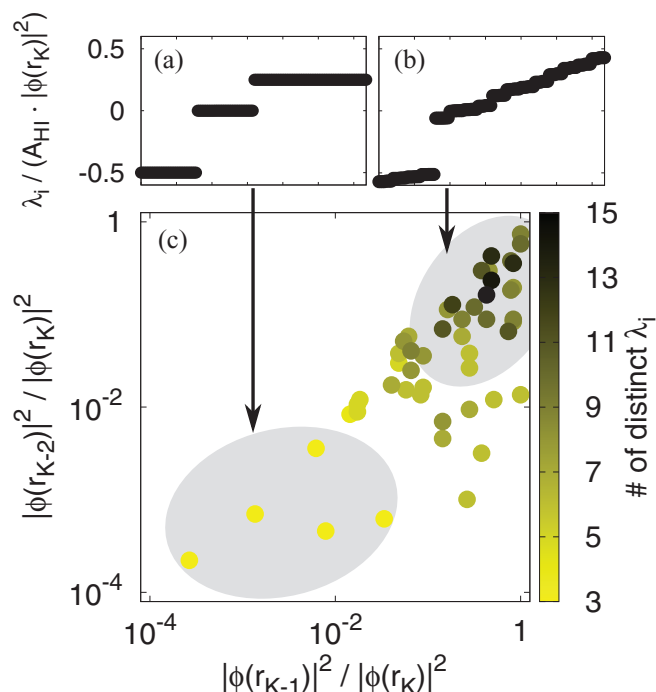 λi / (AHI · |ϕ(rK)|²
0.5
0
-0.5
(a)
(b)
(c)
|ϕ(rK-2)|² / |ϕ(rK)|²
1
10⁻²
10⁻⁴
10⁻⁴
10⁻²
1
|ϕ(rK-1)|² / |ϕ(rK)|²
15
13
11
9
7
5
3
# of distinct λi